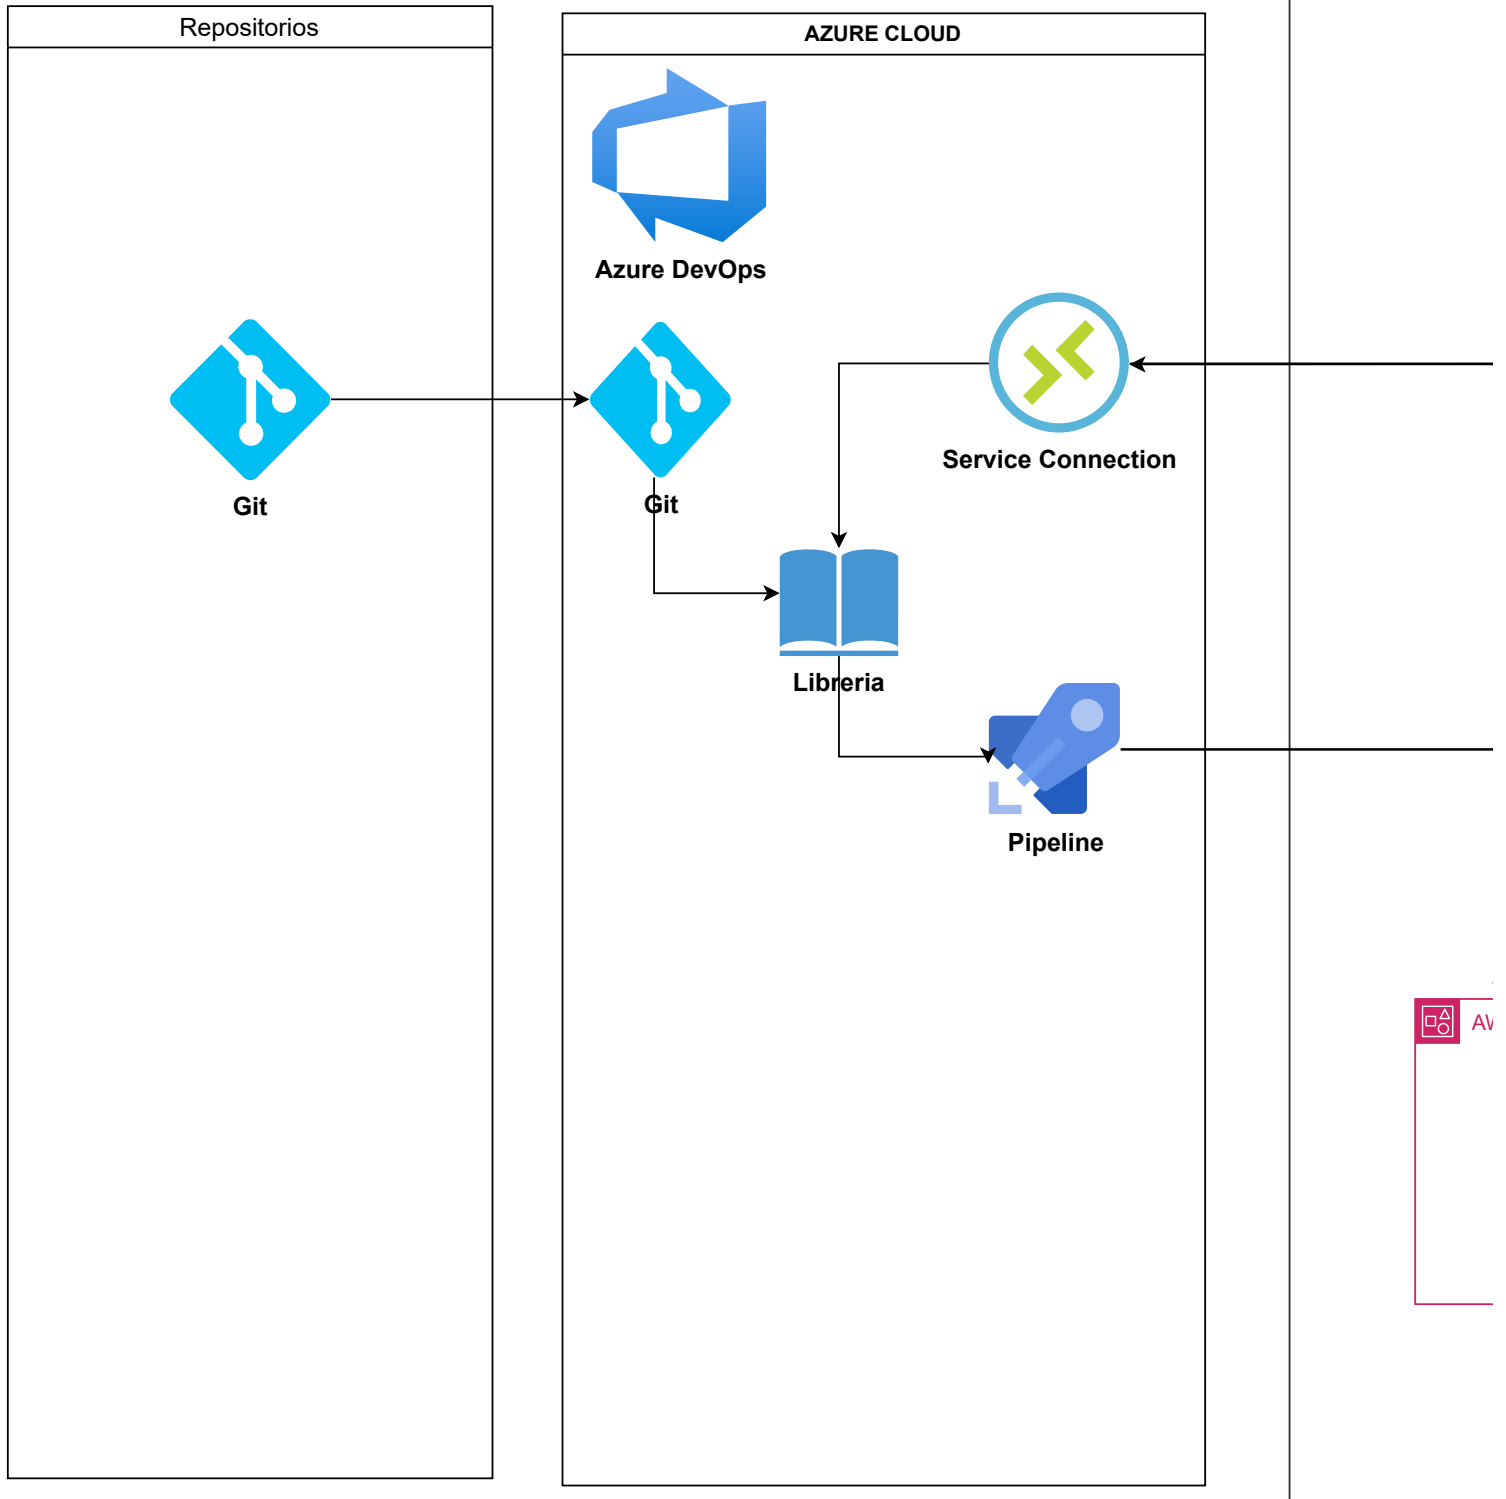 Repositorios
AZURE CLOUD
Azure DevOps
Git
Git
Service Connection
Libreria
Pipeline